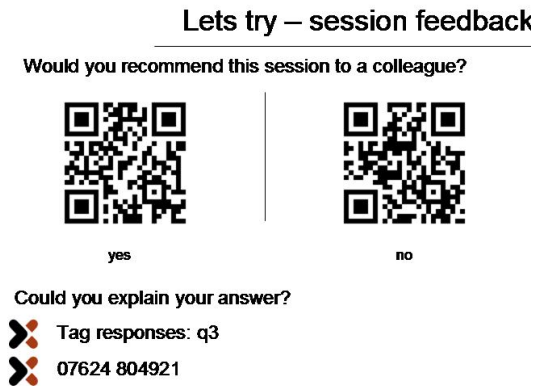 Lets try – session feedback
Would you recommend this session to a colleague?
yes
no
Could you explain your answer?
Tag responses: q3
07624 804921